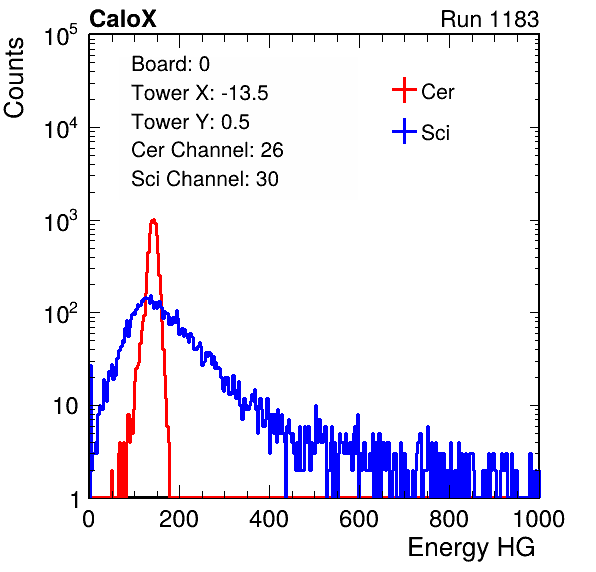 CaloX Run 1183
Counts
10^5
10^4
10^3
10^2
10
1
Board: 0
Tower X: -13.5
Tower Y: 0.5
Cer Channel: 26
Sci Channel: 30
Cer
Sci
0 200 400 600 800 1000
Energy HG